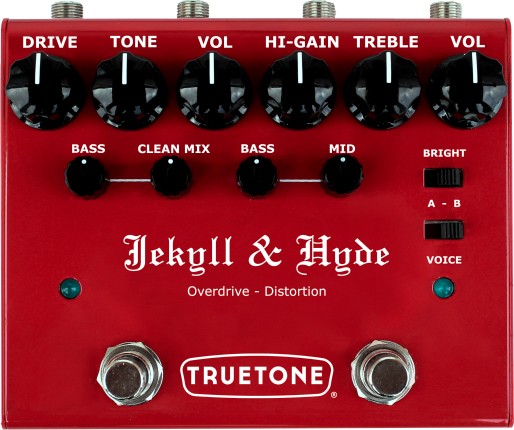 DRIVE TONE VOL HI-GAIN TREBLE VOL
BASS CLEAN MIX BASS MID
BRIGHT
A - B
VOICE
Jekyll & Hyde
Overdrive - Distortion
TRUETONE ®